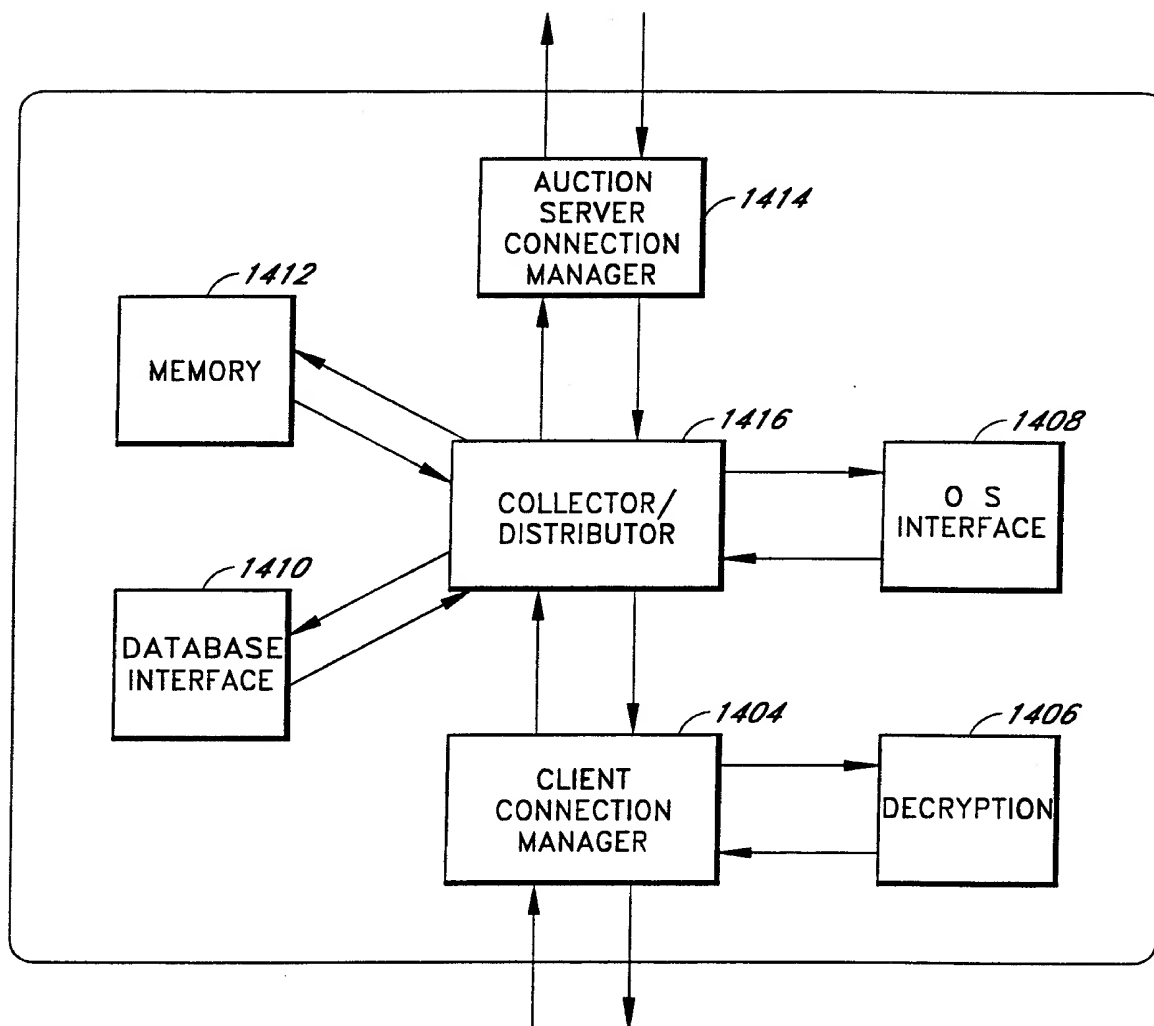 AUCTION
SERVER
CONNECTION
MANAGER
1414
1412
MEMORY
1416
COLLECTOR/
DISTRIBUTOR
1408
O S
INTERFACE
1410
DATABASE
INTERFACE
1404
CLIENT
CONNECTION
MANAGER
1406
DECRYPTION